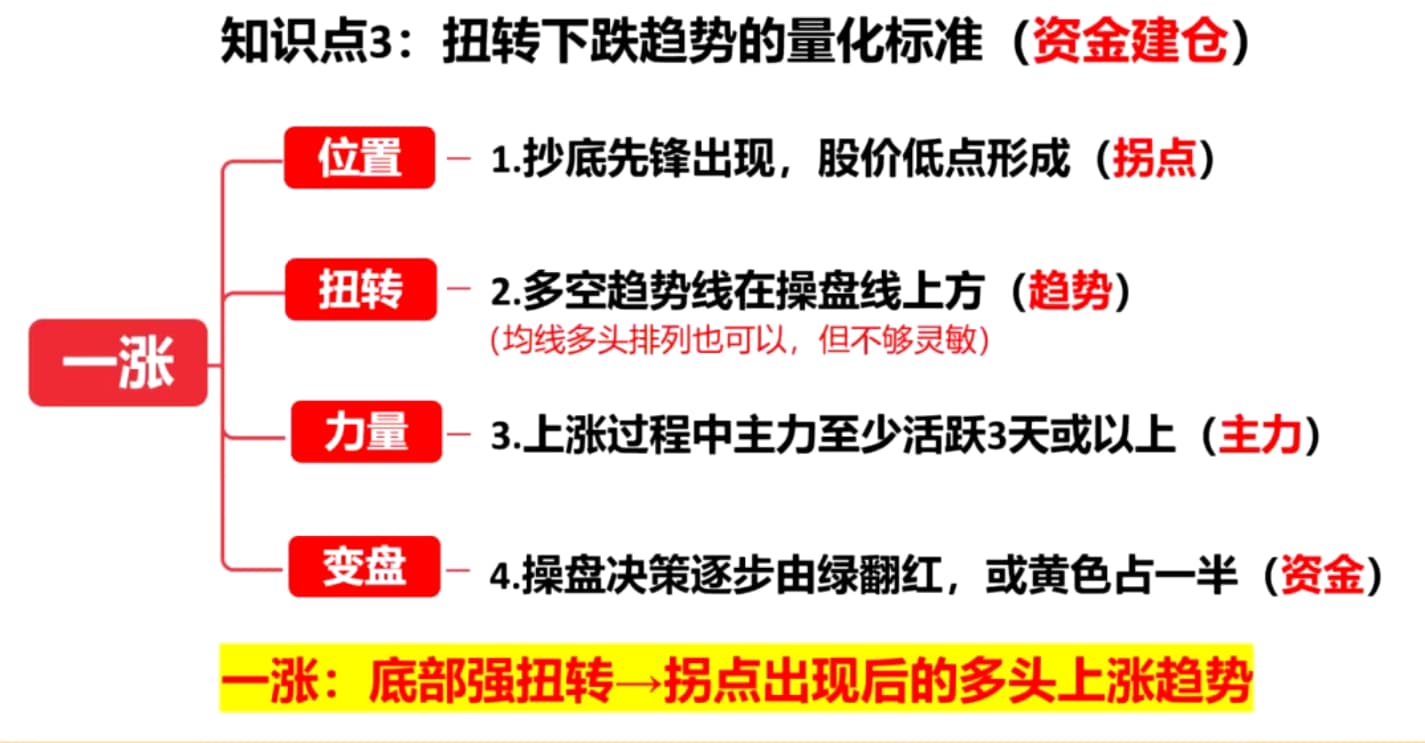 知识点3：扭转下跌趋势的量化标准（资金建仓）
位置
1.抄底先锋出现，股价低点形成（拐点）
扭转
2.多空趋势线在操盘线上方（趋势）
(均线多头排列也可以，但不够灵敏)
一涨
力量
3.上涨过程中主力至少活跃3天或以上（主力）
变盘
4.操盘决策逐步由绿翻红，或黄色占一半（资金）
一涨：底部强扭转→拐点出现后的多头上涨趋势